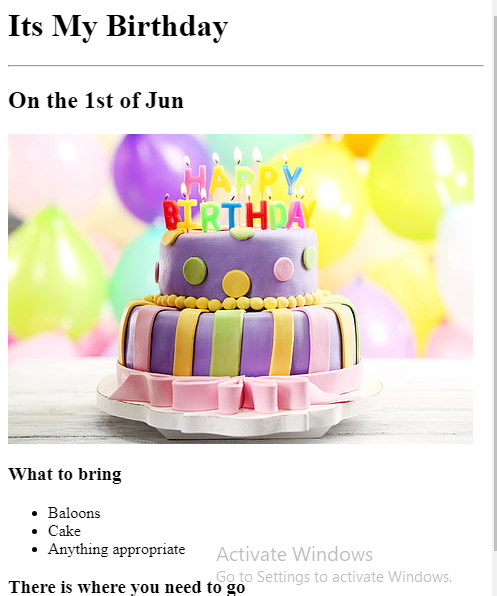 Its My Birthday
On the 1st of Jun
HAPPY
BIRTHDAY
What to bring
Baloons
Cake
Anything appropriate
Activate Windows
Go to Settings to activate Windows.
There is where you need to go